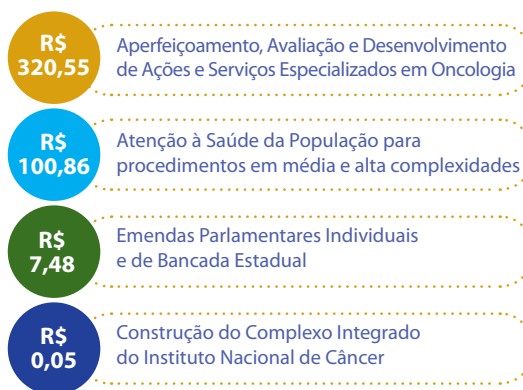 R$
320,55
Aperfeiçoamento, Avaliação e Desenvolvimento
de Ações e Serviços Especializados em Oncologia
R$
100,86
Atenção à Saúde da População para
procedimentos em média e alta complexidades
R$
7,48
Emendas Parlamentares Individuais
e de Bancada Estadual
R$
0,05
Construção do Complexo Integrado
do Instituto Nacional de Câncer